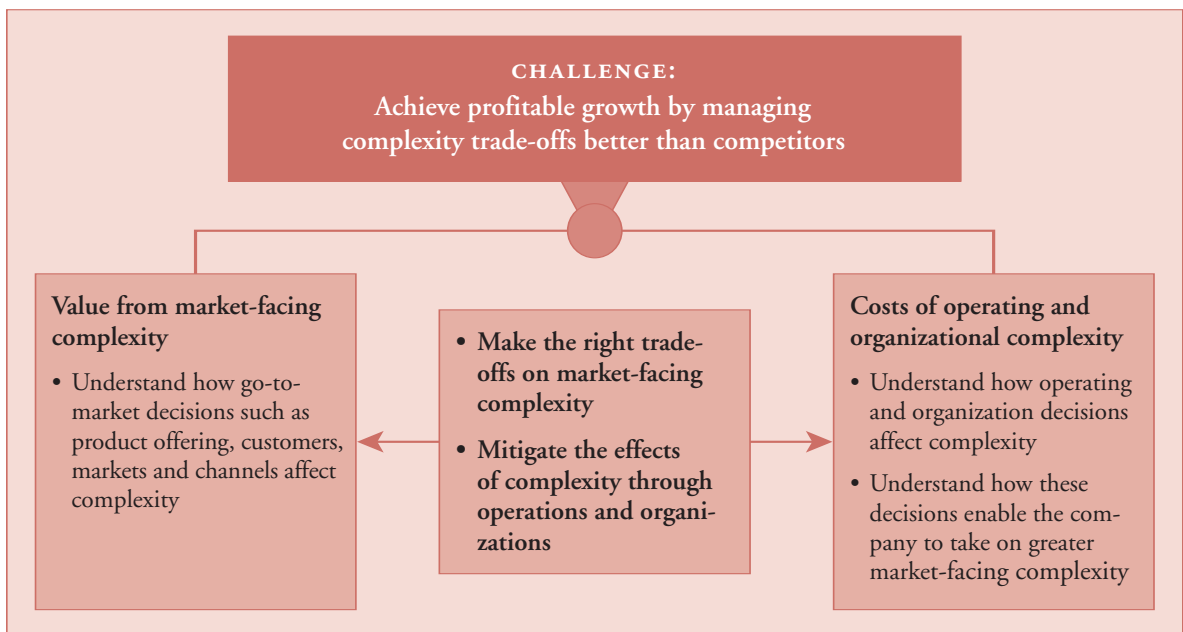 CHALLENGE:
Achieve profitable growth by managing
complexity trade-offs better than competitors
Value from market-facing
complexity
• Understand how go-to-
market decisions such as
product offering, customers,
markets and channels affect
complexity
• Make the right trade-
offs on market-facing
complexity
• Mitigate the effects
of complexity through
operations and organi-
zations
Costs of operating and
organizational complexity
• Understand how operating
and organization decisions
affect complexity
• Understand how these
decisions enable the com-
pany to take on greater
market-facing complexity